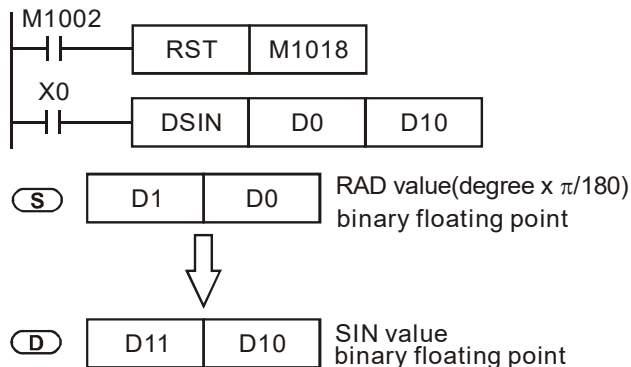 M1002
RST M1018
X0
DSIN D0 D10
S D1 D0 RAD value(degree x π/180)
binary floating point
D D11 D10 SIN value
binary floating point